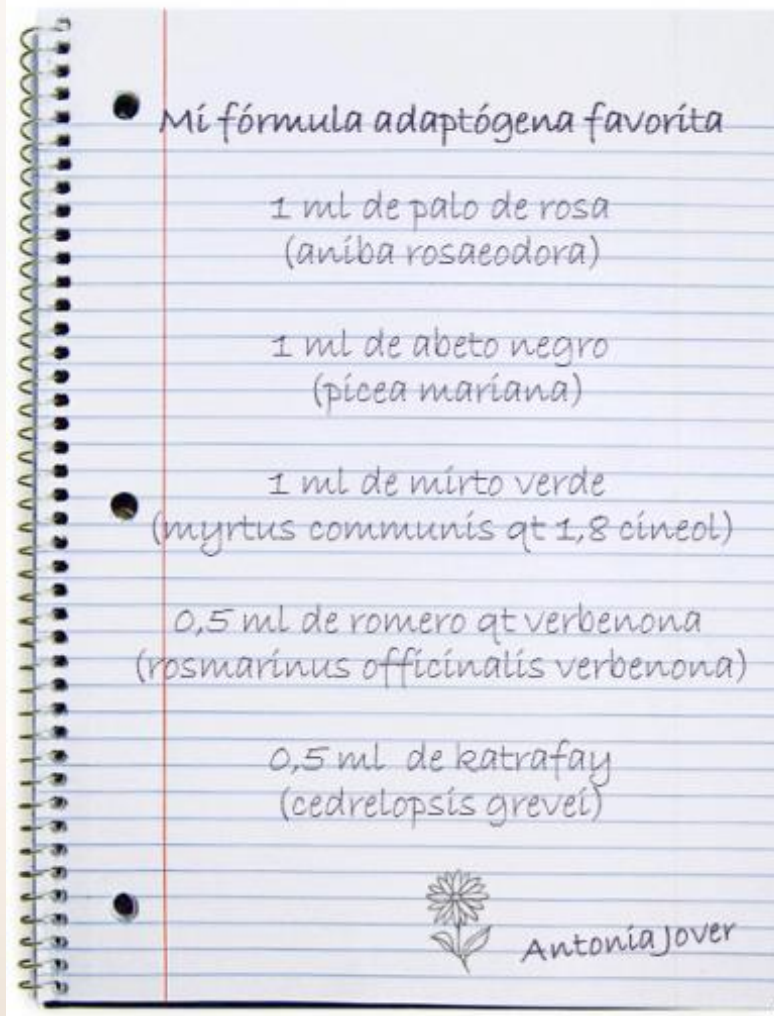 Mi fórmula adaptógena favorita
1 ml de palo de rosa
(aniba rosaeodora)
1 ml de abeto negro
(picea mariana)
1 ml de mirto verde
(myrtus communis qt 1,8 cineol)
0,5 ml de romero qt verbenona
(rosmarinus officinalis verbenona)
0,5 ml de katrafay
(cedrelopsis grevei)
Antonia Jover